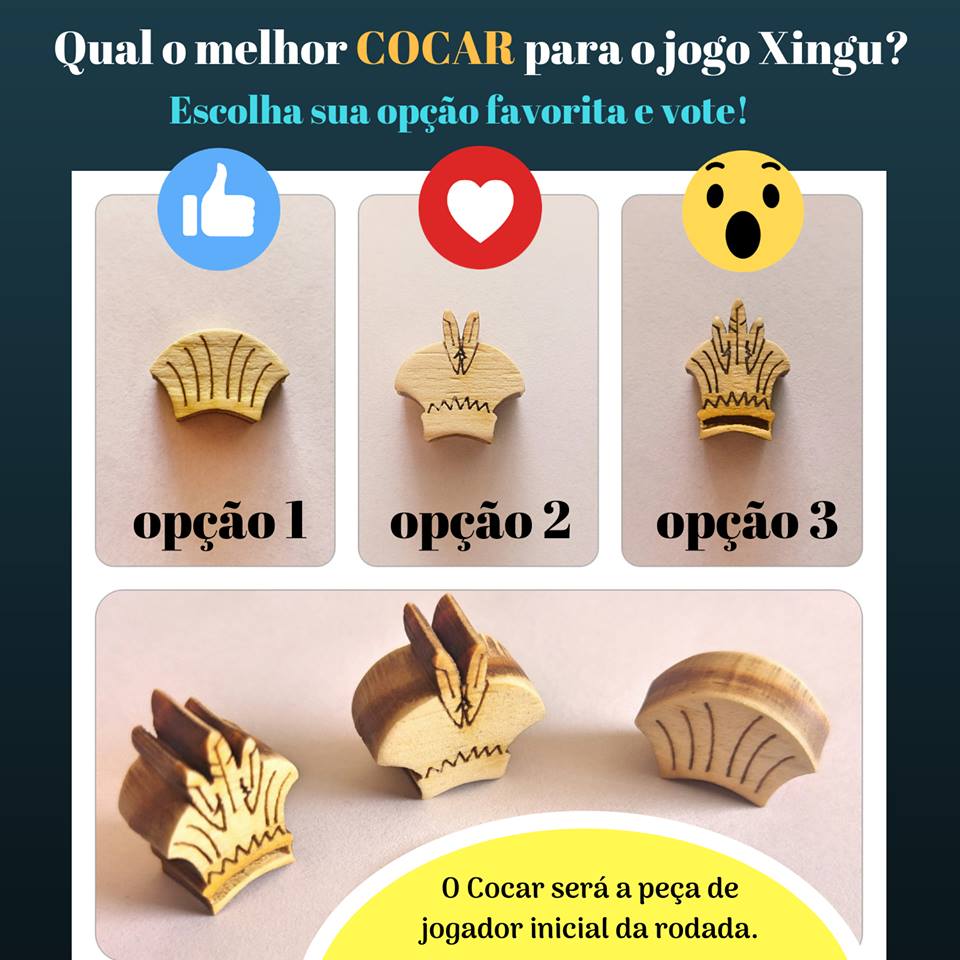 Qual o melhor COCAR para o jogo Xingu?
Escolha sua opção favorita e vote!
opção 1
opção 2
opção 3
O Cocar será a peça de
jogador inicial da rodada.